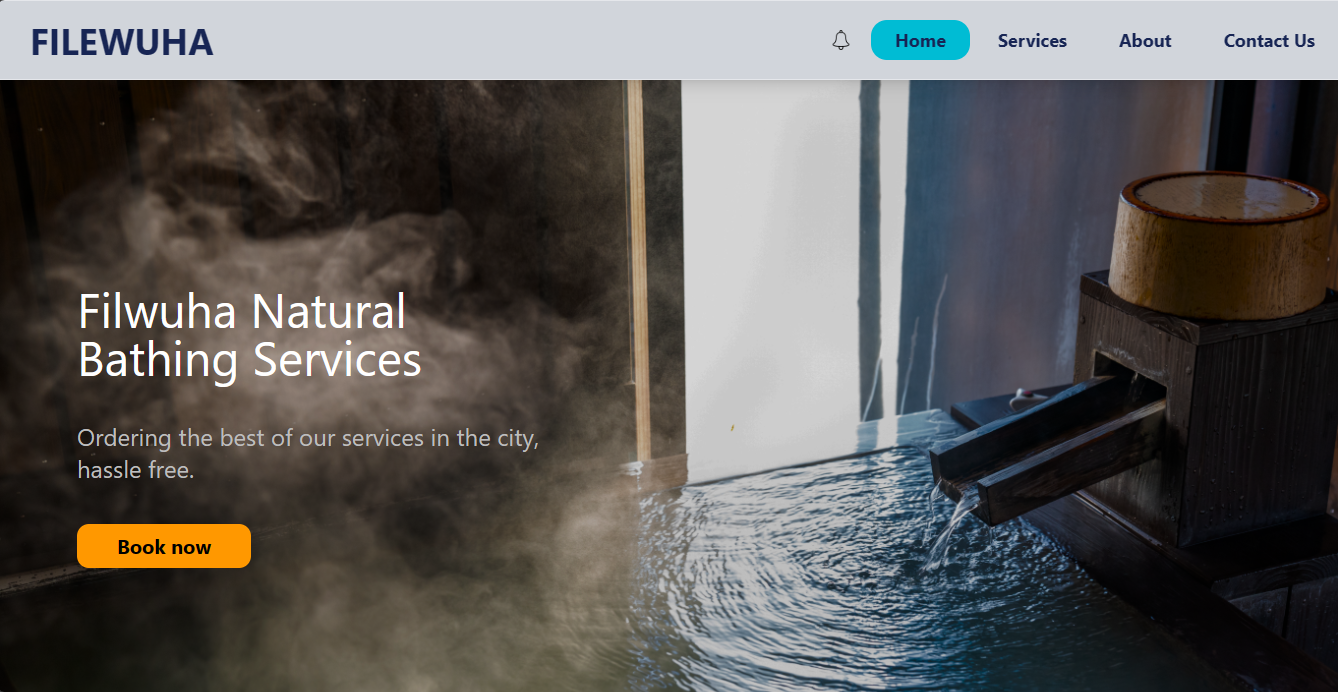 FILEWUHA
Home
Services
About
Contact Us
Filwuha Natural
Bathing Services
Ordering the best of our services in the city,
hassle free.
Book now